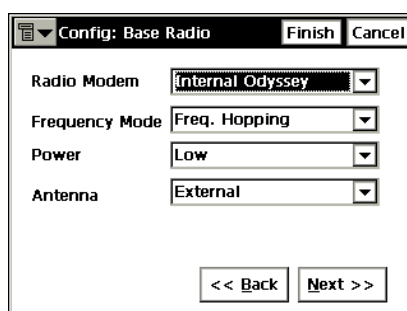 Config: Base Radio Finish Cancel
Radio Modem Internal Odyssey
Frequency Mode Freq. Hopping
Power Low
Antenna External
<< Back Next >>